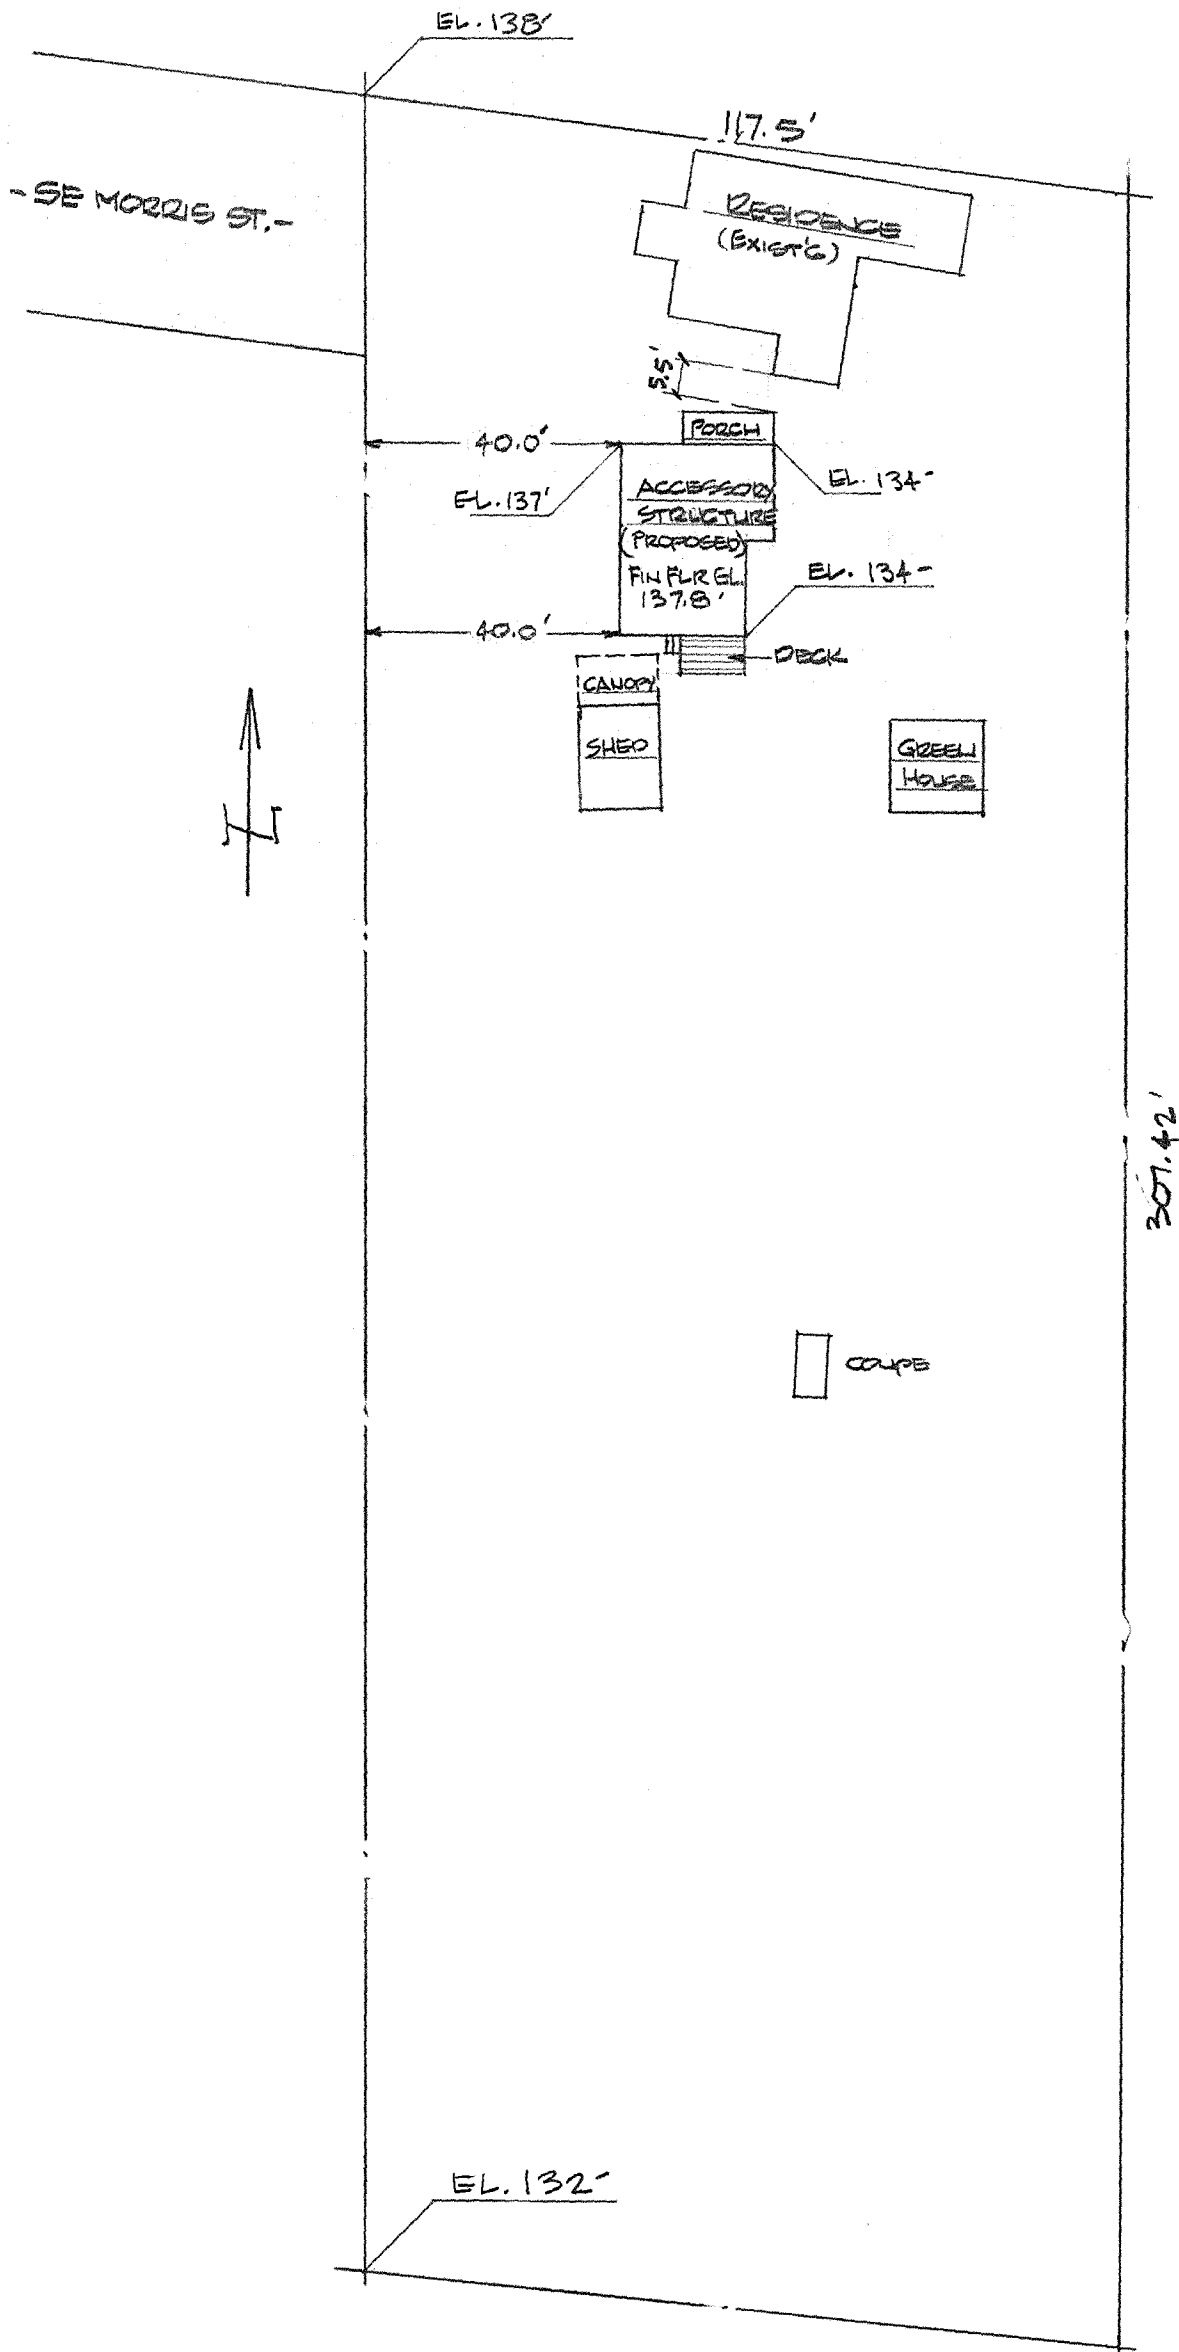 EL. 138'
117.5'
- SE MORRIS ST. -
RESIDENCE
(EXIST'G)
5.5'
PORCH
40.0'
EL. 134-
EL. 137'
ACCESSORY
STRUCTURE
(PROPOSED)
FIN FLR EL.
137.8'
EL. 134-
40.0'
DECK
CANOPY
SHED
GREEN
HOUSE
N
COUPE
EL. 132-